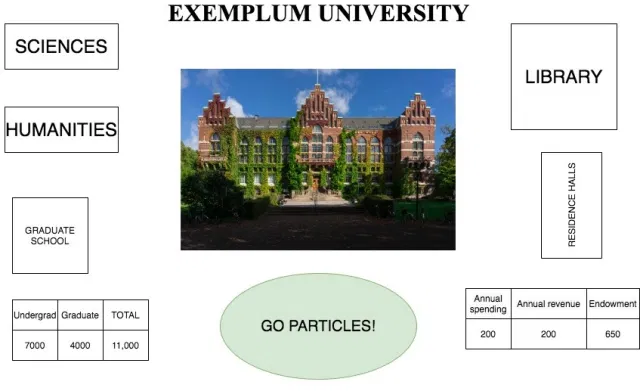 EXEMPLUM UNIVERSITY
SCIENCES
LIBRARY
HUMANITIES
RESIDENCE HALLS
GRADUATE
SCHOOL
Undergrad Graduate TOTAL
7000 4000 11,000
GO PARTICLES!
Annual
spending Annual revenue Endowment
200 200 650